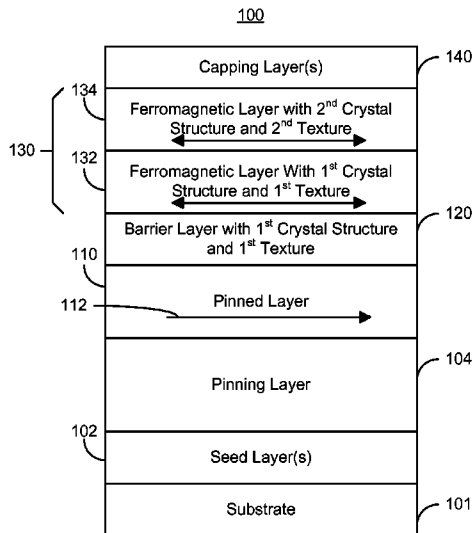 100
Capping Layer(s)
140
134
Ferromagnetic Layer with 2nd Crystal
Structure and 2nd Texture
130
132
Ferromagnetic Layer With 1st Crystal
Structure and 1st Texture
120
Barrier Layer with 1st Crystal Structure
and 1st Texture
110
112
Pinned Layer
104
Pinning Layer
102
Seed Layer(s)
Substrate
101